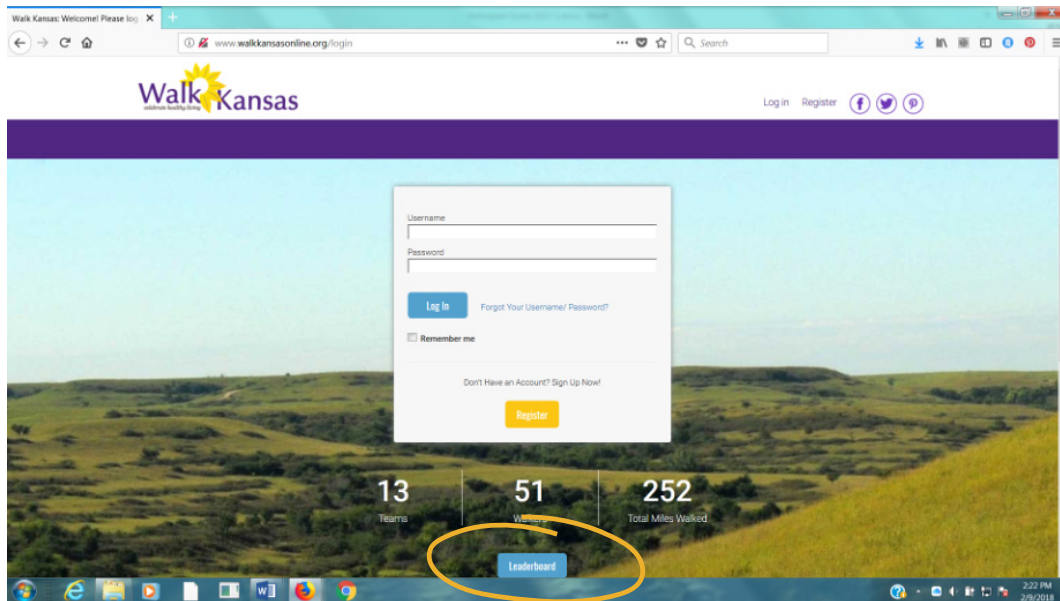 Walk Kansas: Welcome! Please log
www.walkkansasonline.org/login
Search
Walk Kansas
celebrate healthy living
Log in Register
Username
Password
Log In Forgot Your Username/ Password?
Remember me
Don't Have an Account? Sign Up Now!
Register
13 51 252
Teams Walkers Total Miles Walked
Leaderboard
2:22 PM
2/9/2018